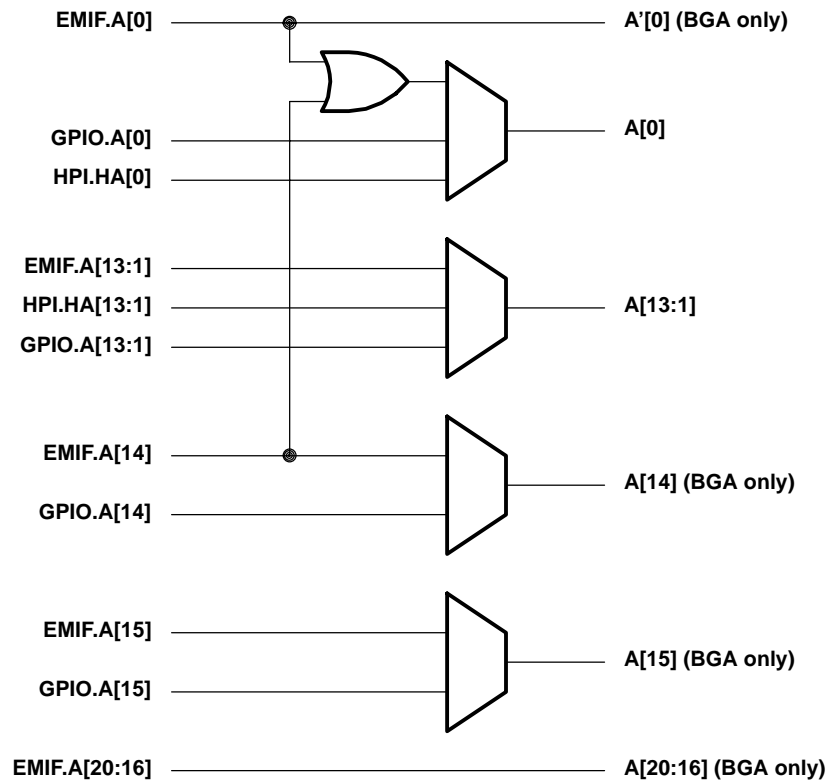 EMIF.A[0]
A’[0] (BGA only)
GPIO.A[0]
A[0]
HPI.HA[0]
EMIF.A[13:1]
HPI.HA[13:1]
A[13:1]
GPIO.A[13:1]
EMIF.A[14]
A[14] (BGA only)
GPIO.A[14]
EMIF.A[15]
A[15] (BGA only)
GPIO.A[15]
EMIF.A[20:16]
A[20:16] (BGA only)